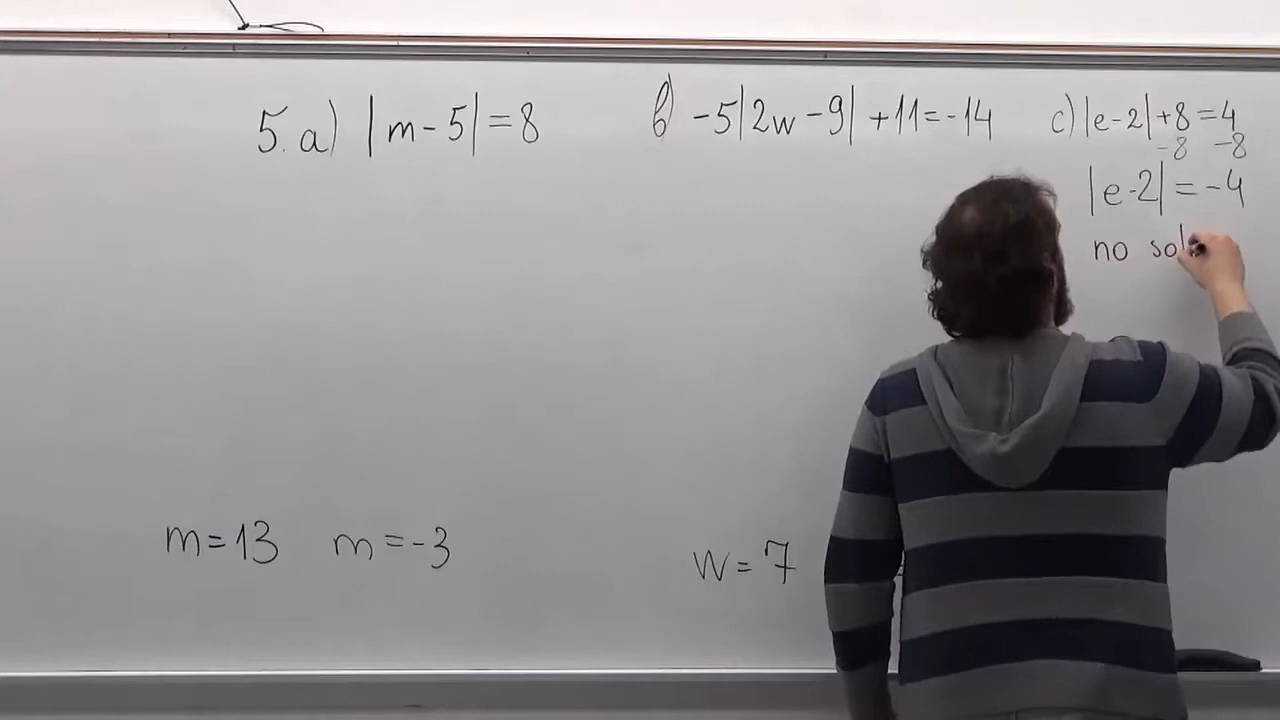 5. a) |m-5|=8
b) -5|2w-9|+11=-14
c) |e-2|+8=4
-8 -8
|e-2|=-4
no sol
m=13 m=-3
w=7